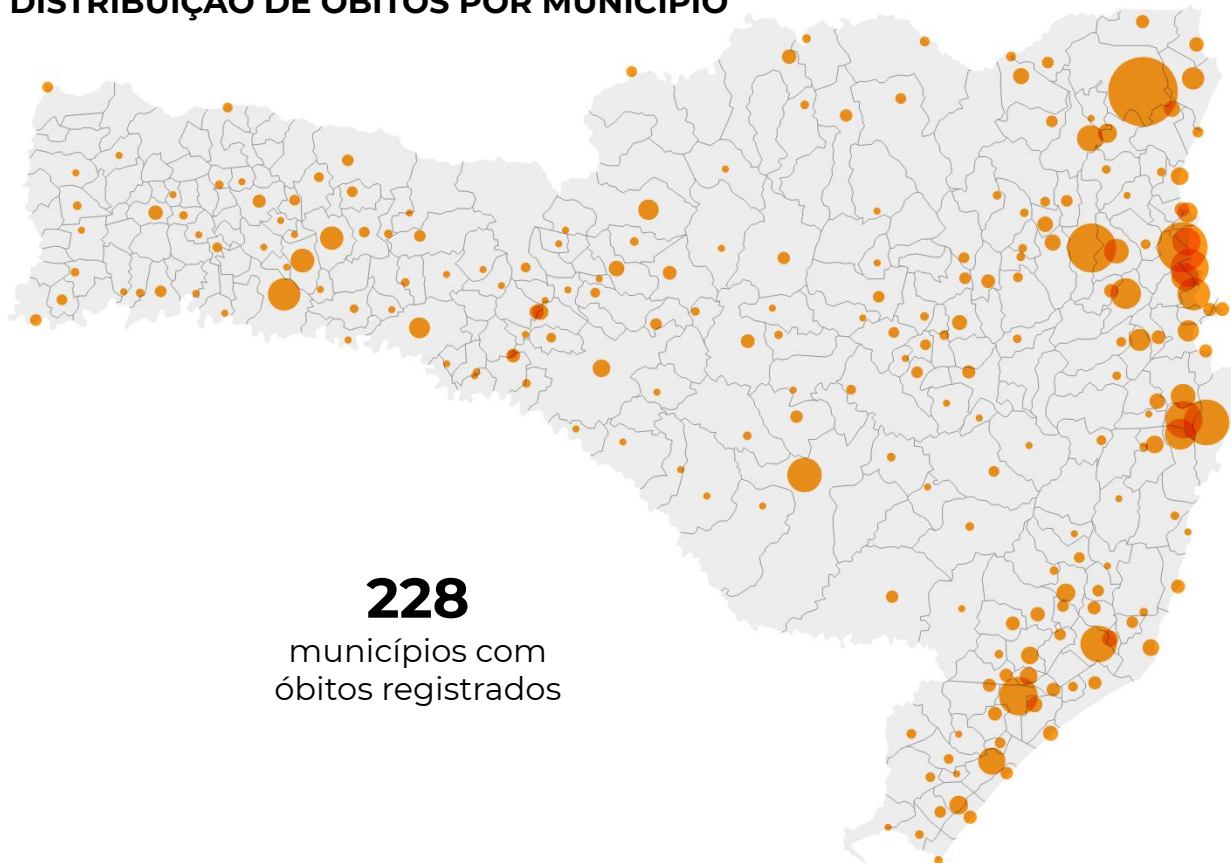 DISTRIBUIÇÃO DE ÓBITOS POR MUNICÍPIO
228
municípios com
óbitos registrados